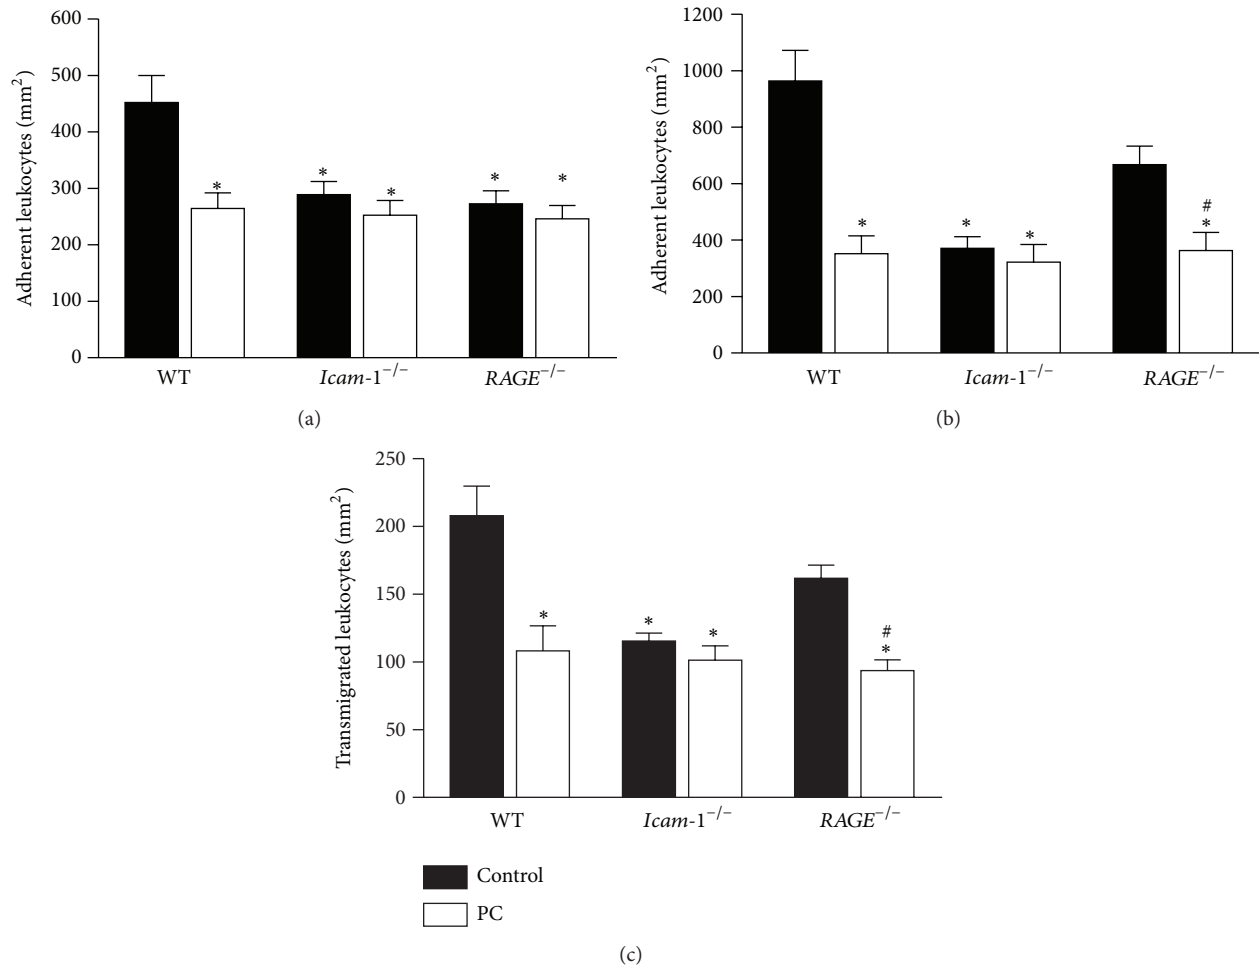 600
500
400
300
200
100
0
Adherent leukocytes (mm²)
*
*
*
*
*
WT
Icam-1⁻/⁻
RAGE⁻/⁻
(a)
1200
1000
800
600
400
400
0
Adherent leukocytes (mm²)
*
*
*
#
*
WT
Icam-1⁻/⁻
RAGE⁻/⁻
(b)
250
200
150
100
50
0
Transmigrated leukocytes (mm²)
*
*
*
#
*
WT
Icam-1⁻/⁻
RAGE⁻/⁻
Control
PC
(c)